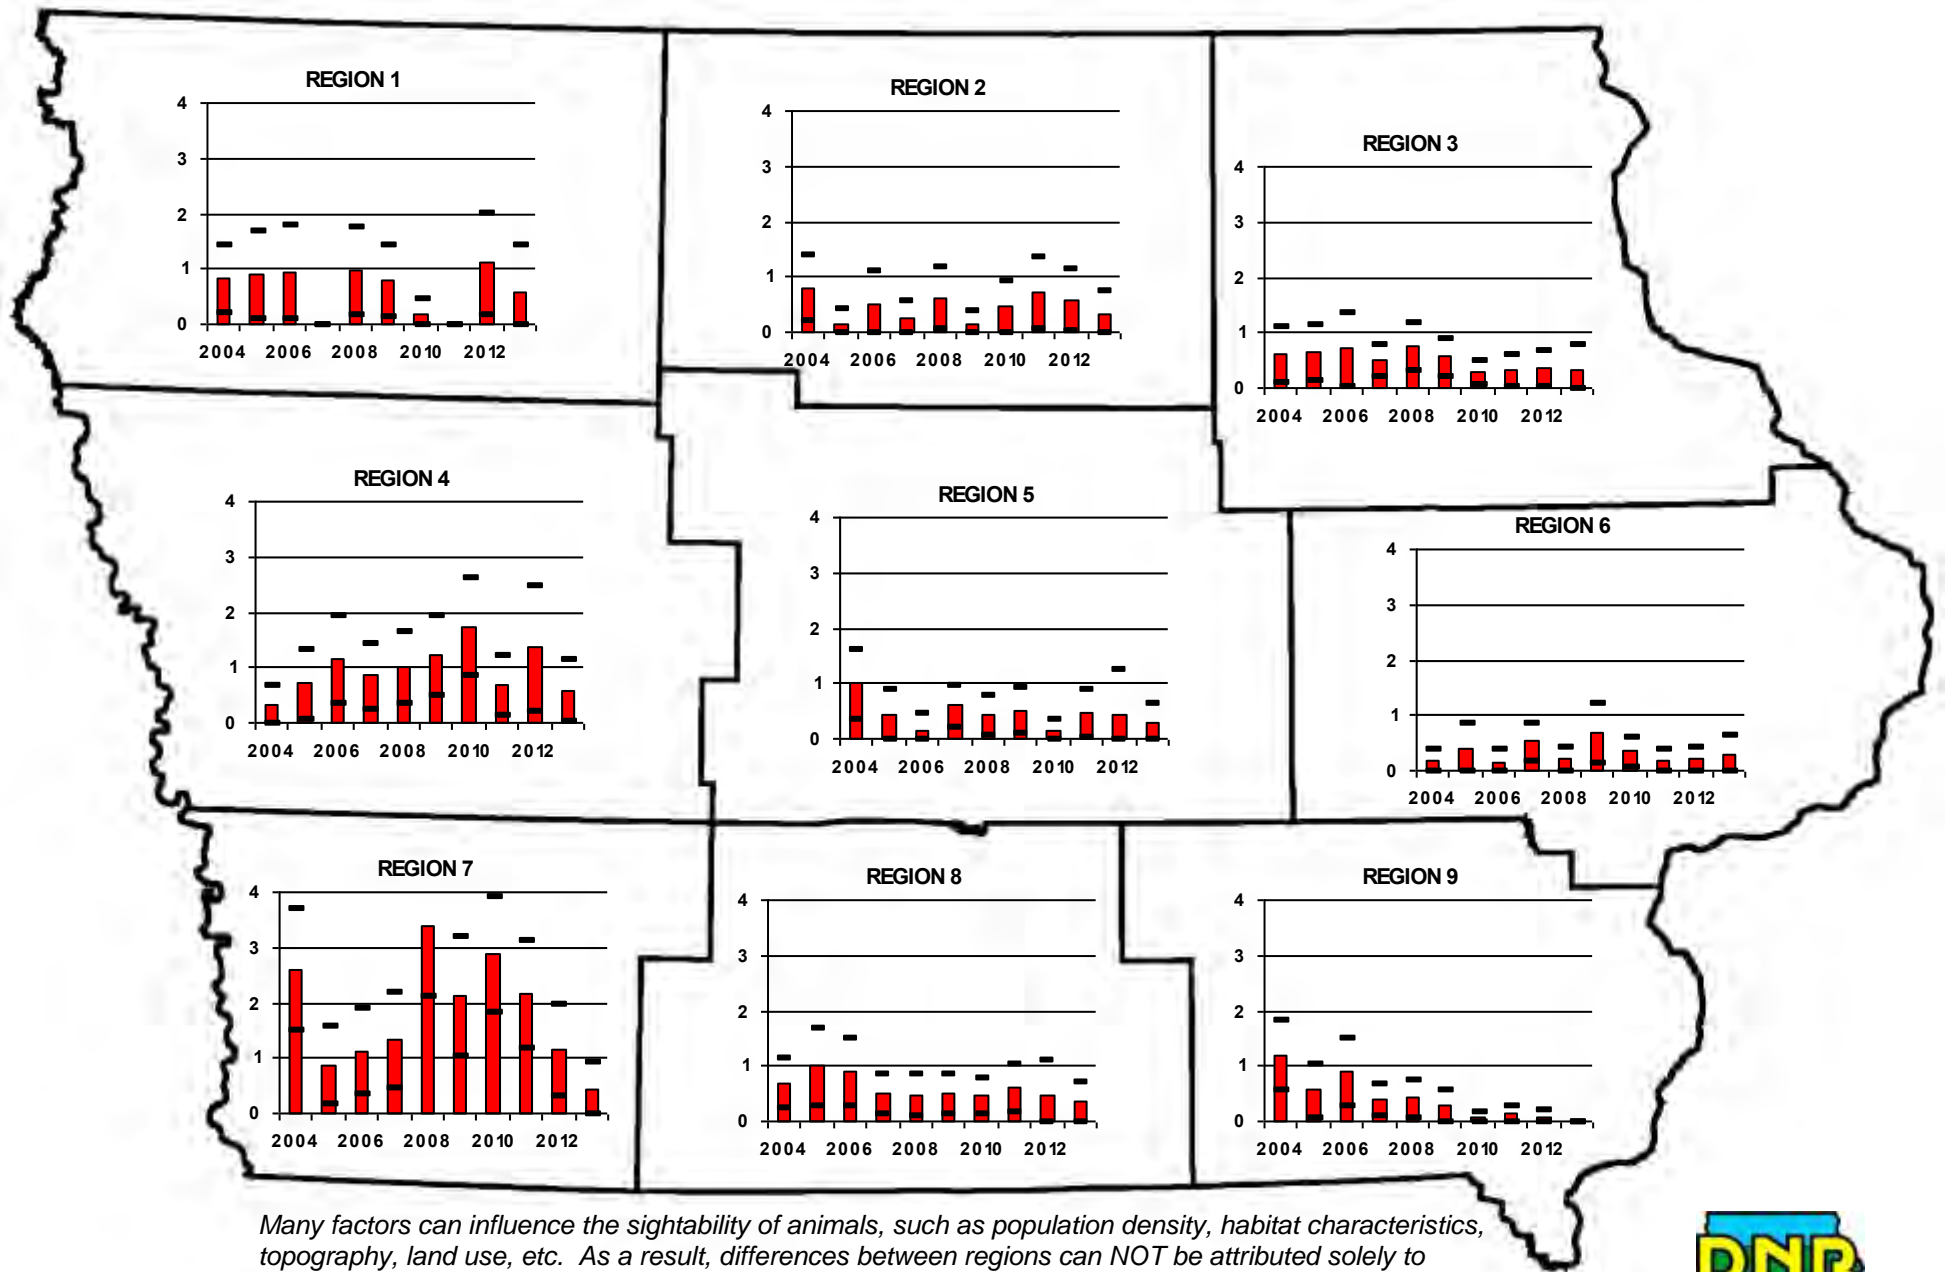 REGION 1
4
3
2
1
0
2004 2006 2008 2010 2012
REGION 2
4
3
2
1
0
2004 2006 2008 2010 2012
REGION 3
4
3
2
1
0
2004 2006 2008 2010 2012
REGION 4
4
3
2
1
0
2004 2006 2008 2010 2012
REGION 5
4
3
2
1
0
2004 2006 2008 2010 2012
REGION 6
4
3
2
1
0
2004 2006 2008 2010 2012
REGION 7
4
3
2
1
0
2004 2006 2008 2010 2012
REGION 8
4
3
2
1
0
2004 2006 2008 2010 2012
REGION 9
4
3
2
1
0
2004 2006 2008 2010 2012
Many factors can influence the sightability of animals, such as population density, habitat characteristics,
topography, land use, etc. As a result, differences between regions can NOT be attributed solely to
DNR